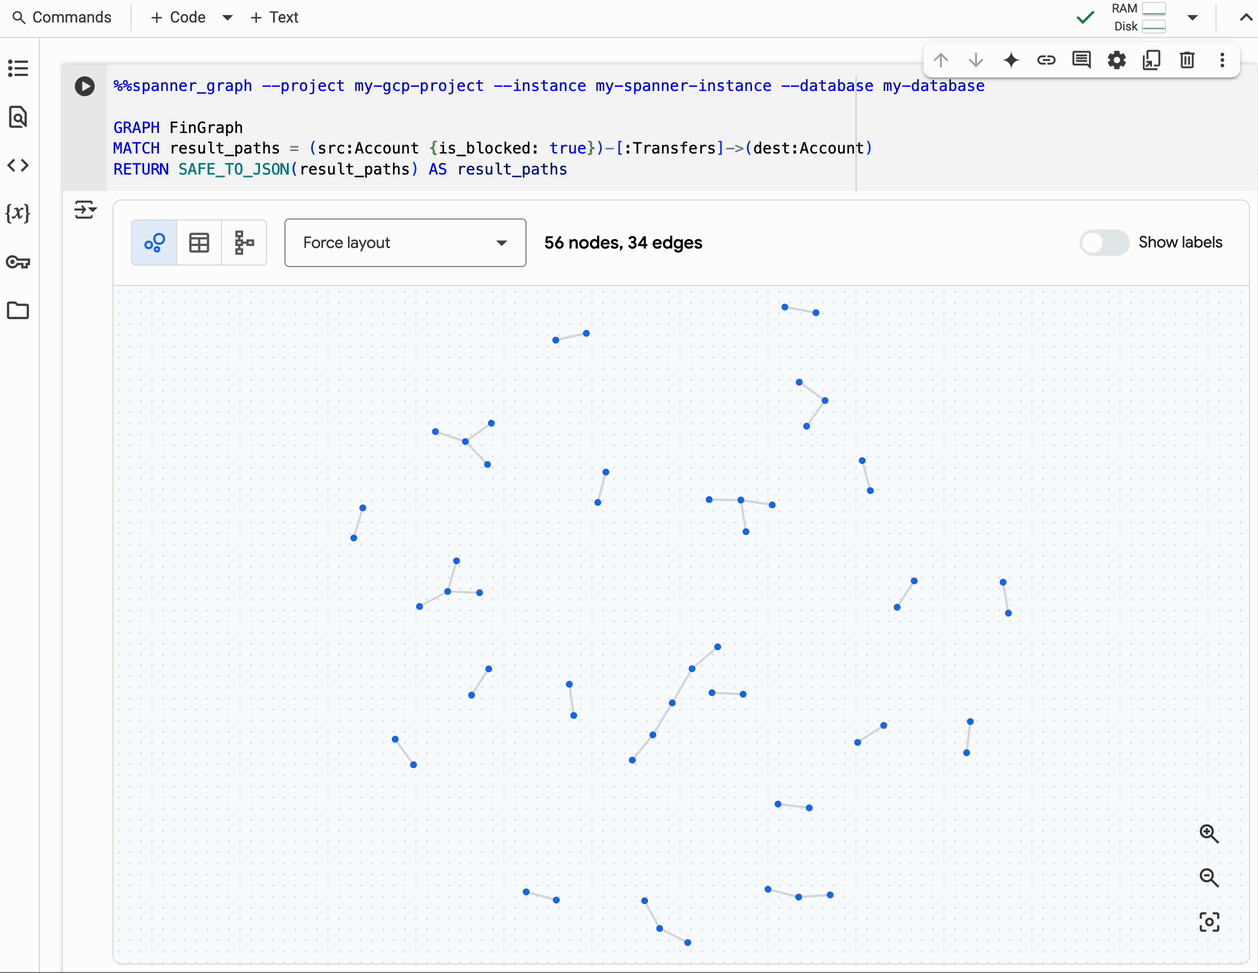 Commands
+ Code
+ Text
RAM
Disk
%%spanner_graph --project my-gcp-project --instance my-spanner-instance --database my-database
GRAPH FinGraph
MATCH result_paths = (src:Account {is_blocked: true})-[:Transfers]->(dest:Account)
RETURN SAFE_TO_JSON(result_paths) AS result_paths
{x}
Force layout
56 nodes, 34 edges
Show labels